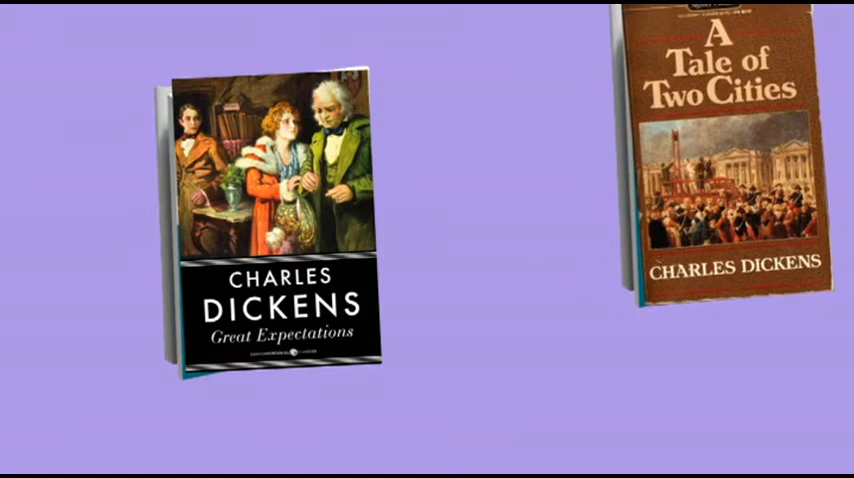 CHARLES
DICKENS
Great Expectations
A
Tale of
Two Cities
CHARLES DICKENS